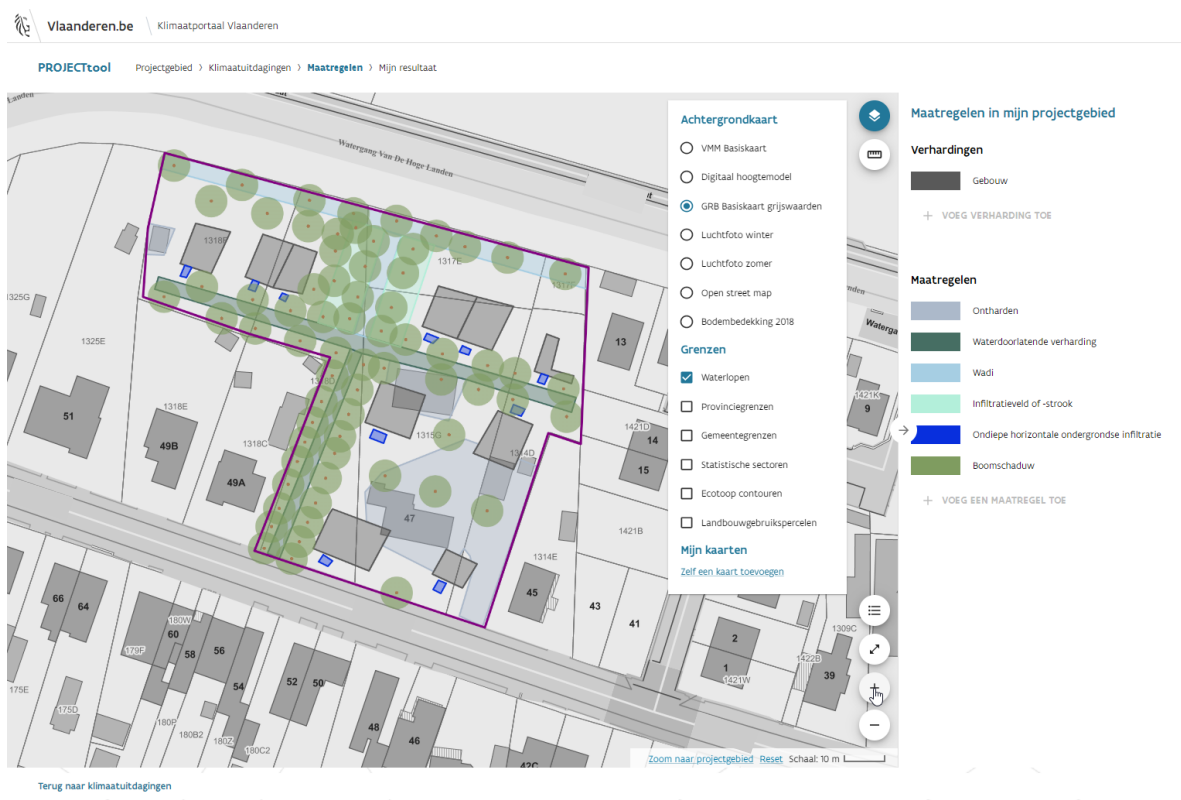 Vlaanderen.be
Klimaatportaal Vlaanderen
PROJECTtool
Projectgebied > Klimaatuitdagingen > Maatregelen > Mijn resultaat
Landen
Watergang Van De Hoge Landen
1318F
1317E
1325G
1325E
51
1318E
49B
1318C
49A
1315G
47
13
1421D
14
15
1421B
1314E
45
43
41
1421K
9
66
64
180W
60
58
56
179F
54
52
50
175E
175D
180P
180B2
180Z
180C2
48
46
42C
2
1
1421W
1422B
39
1309C
Achtergrondkaart
VMM Basiskaart
Digitaal hoogtemodel
GRB Basiskaart grijswaarden
Luchtfoto winter
Luchtfoto zomer
Open street map
Bodembedekking 2018
Grenzen
Waterlopen
Provinciegrenzen
Gemeentegrenzen
Statistische sectoren
Ecotoop contouren
Landbouwgebruikspercelen
Mijn kaarten
Zelf een kaart toevoegen
Zoom naar projectgebied Reset Schaal: 10 m
Maatregelen in mijn projectgebied
Verhardingen
Gebouw
+ VOEG VERHARDING TOE
Maatregelen
Ontharden
Waterdoorlatende verharding
Wadi
Infiltratieveld of -strook
Ondiepe horizontale ondergrondse infiltratie
Boomschaduw
+ VOEG EEN MAATREGEL TOE
Terug naar klimaatuitdagingen